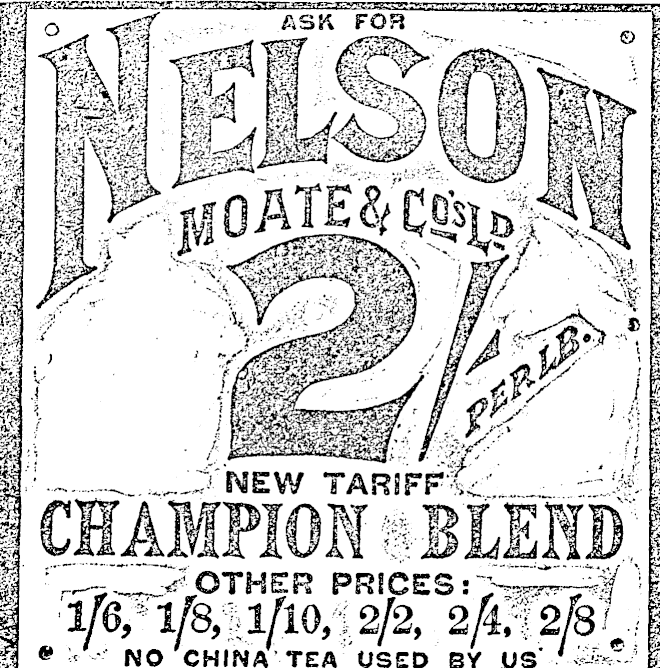 ASK FOR
NELSON
MOATE & Co's LD
2/-
PER LB.
NEW TARIFF
CHAMPION BLEND
OTHER PRICES:
1/6, 1/8, 1/10, 2/2, 2/4, 2/8
NO CHINA TEA USED BY US